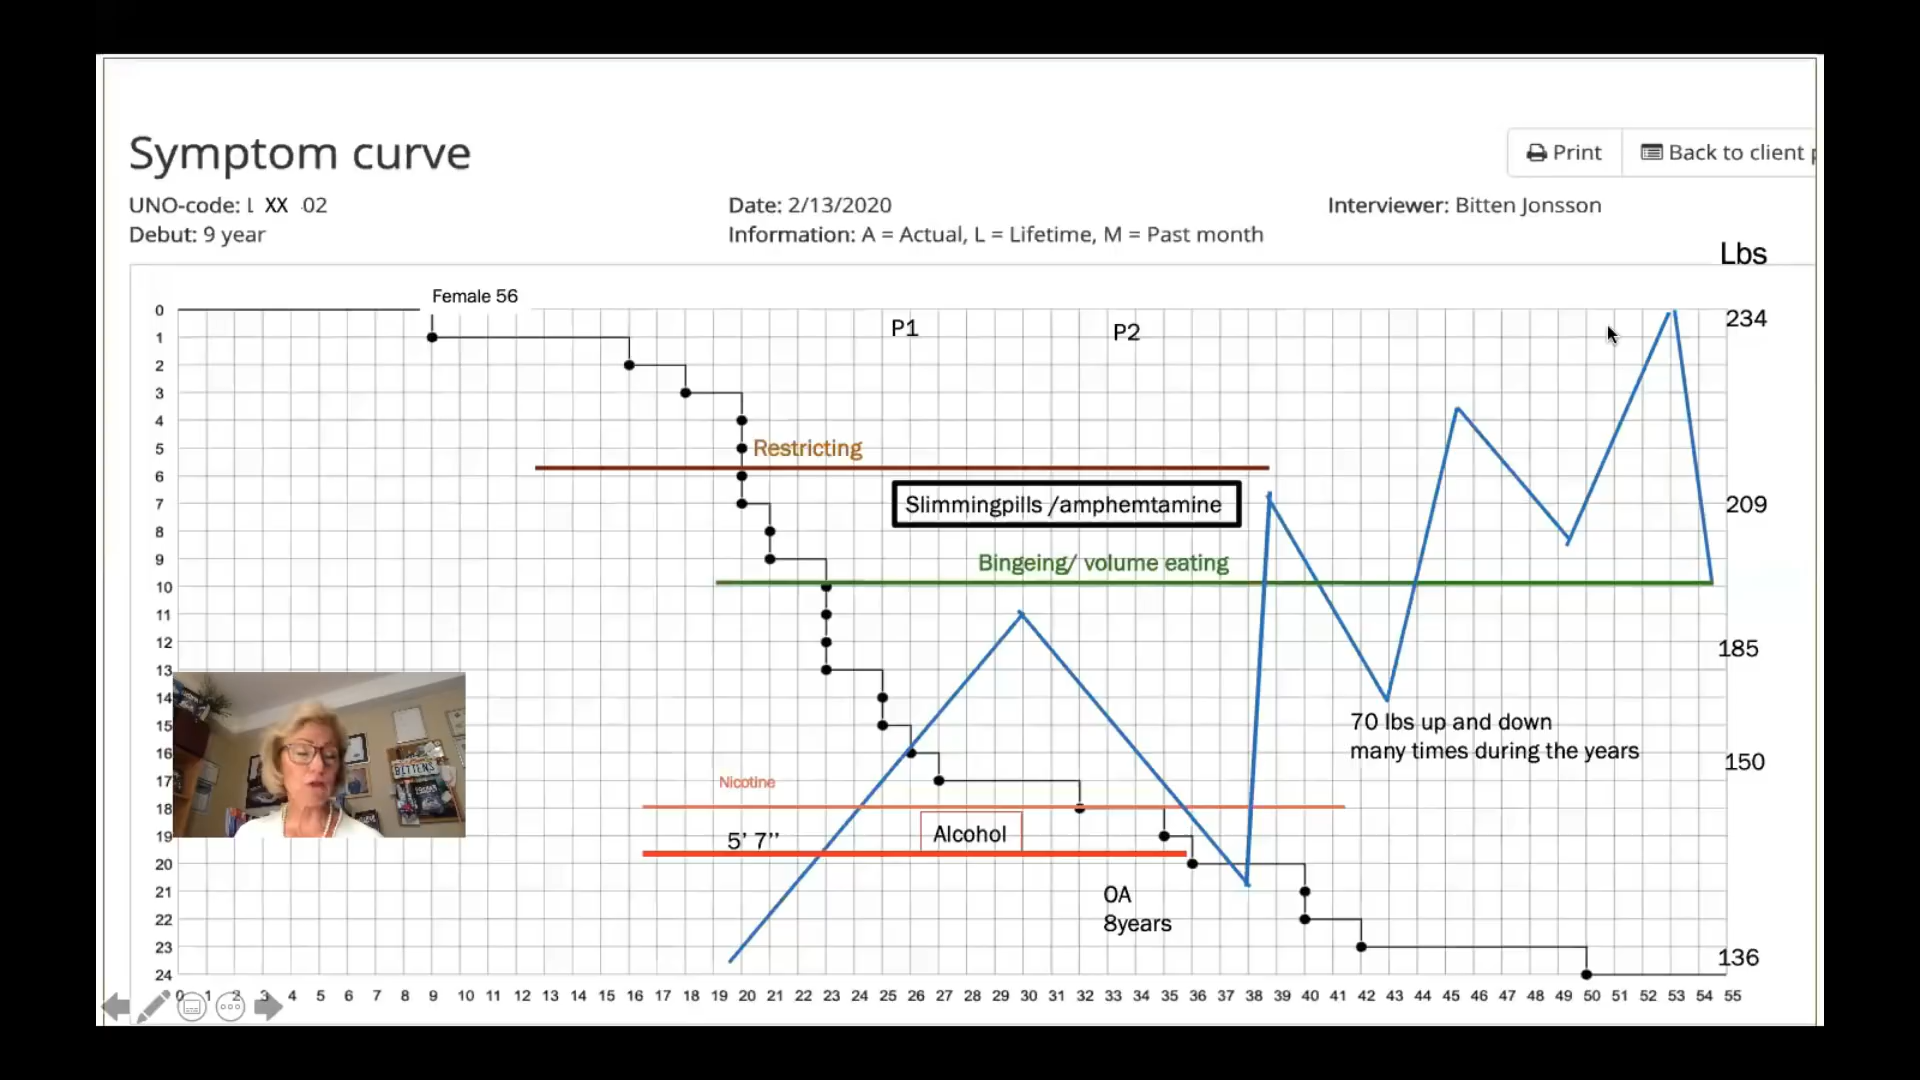 Symptom curve
Print
Back to client p
UNO-code: L XX 02
Date: 2/13/2020
Interviewer: Bitten Jonsson
Debut: 9 year
Information: A = Actual, L = Lifetime, M = Past month
Lbs
Female 56
P1
P2
234
Restricting
Slimmingpills /amphemtamine
209
Bingeing/ volume eating
185
70 lbs up and down
many times during the years
150
Nicotine
5' 7''
Alcohol
OA
8years
136
BITTENS
0
1
2
3
4
5
6
7
8
9
10
11
12
13
14
15
16
17
18
19
20
21
22
23
24
0 1 2 3 4 5 6 7 8 9 10 11 12 13 14 15 16 17 18 19 20 21 22 23 24 25 26 27 28 29 30 31 32 33 34 35 36 37 38 39 40 41 42 43 44 45 46 47 48 49 50 51 52 53 54 55